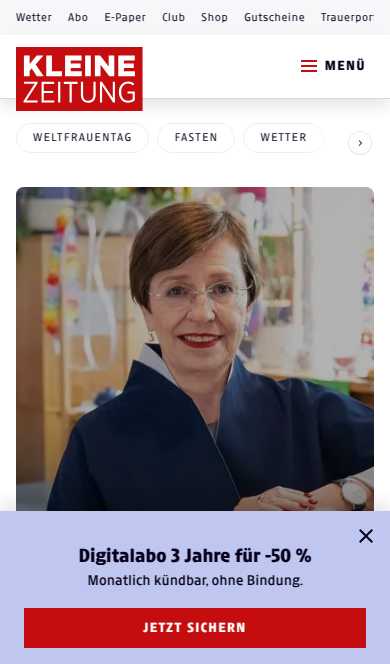 Wetter Abo E-Paper Club Shop Gutscheine Trauerpor
KLEINE
ZEITUNG
MENÜ
WELTFRAUENTAG FASTEN WETTER
Digitalabo 3 Jahre für -50 %
Monatlich kündbar, ohne Bindung.
JETZT SICHERN